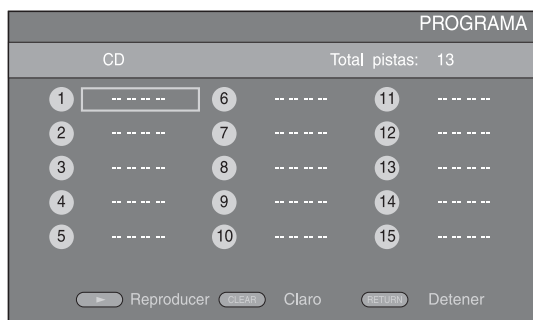 PROGRAMA
CD Total pistas: 13
1 -- -- -- -- 6 -- -- -- -- 11 -- -- -- --
2 -- -- -- -- 7 -- -- -- -- 12 -- -- -- --
3 -- -- -- -- 8 -- -- -- -- 13 -- -- -- --
4 -- -- -- -- 9 -- -- -- -- 14 -- -- -- --
5 -- -- -- -- 10 -- -- -- -- 15 -- -- -- --
Reproducer CLEAR Claro RETURN Detener